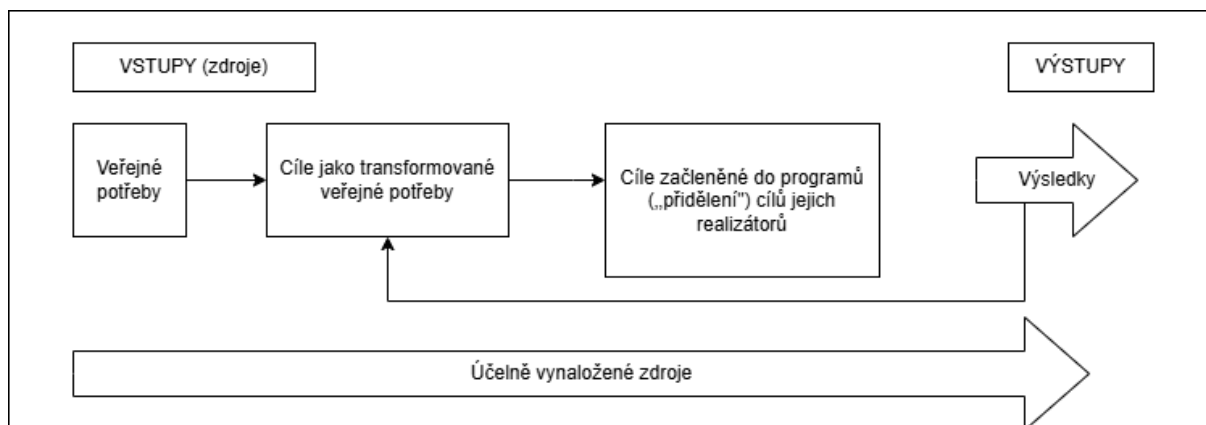 VSTUPY (zdroje)
VÝSTUPY
Veřejné
potřeby
Cíle jako transformované
veřejné potřeby
Cíle začleněné do programů
(„přidělení") cílů jejich
realizátorů
Výsledky
Účelně vynaložené zdroje